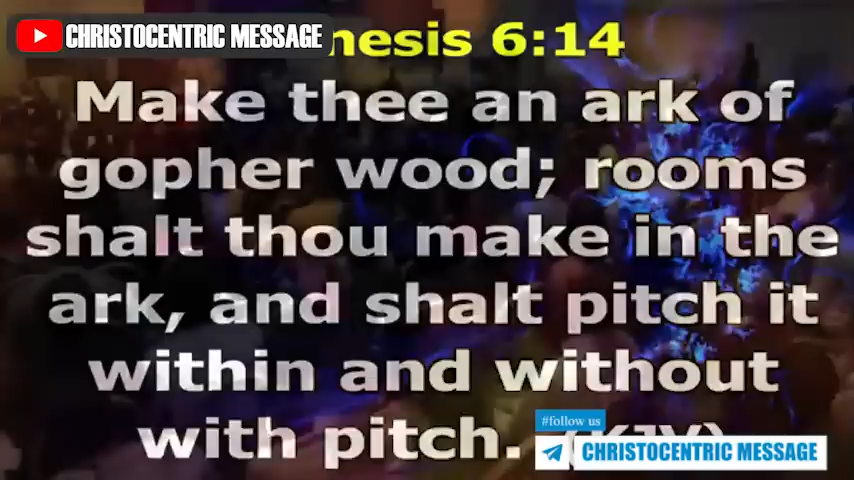 CHRISTOCENTRIC MESSAGE
nesis 6:14
Make thee an ark of
gopher wood; rooms
shalt thou make in the
ark, and shalt pitch it
within and without
with pitch. (KJV)
#follow us
CHRISTOCENTRIC MESSAGE